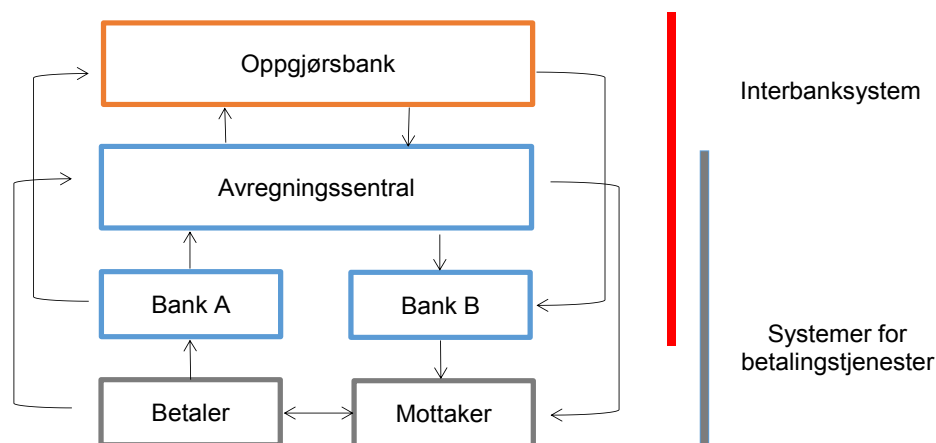 Oppgjørsbank
Interbanksystem
Avregningssentral
Bank A
Bank B
Systemer for
betalingstjenester
Betaler
Mottaker